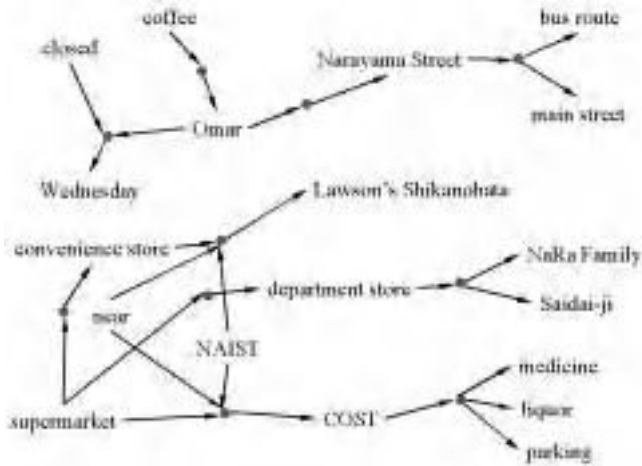 coffee
bus route
closed
Narayama Street
main street
Omar
Wednesday
Lawson's Shikanohata
convenience store
NaRa Family
department store
near
Saidai-ji
NAIST
medicine
supermarket
COST
liquor
parking